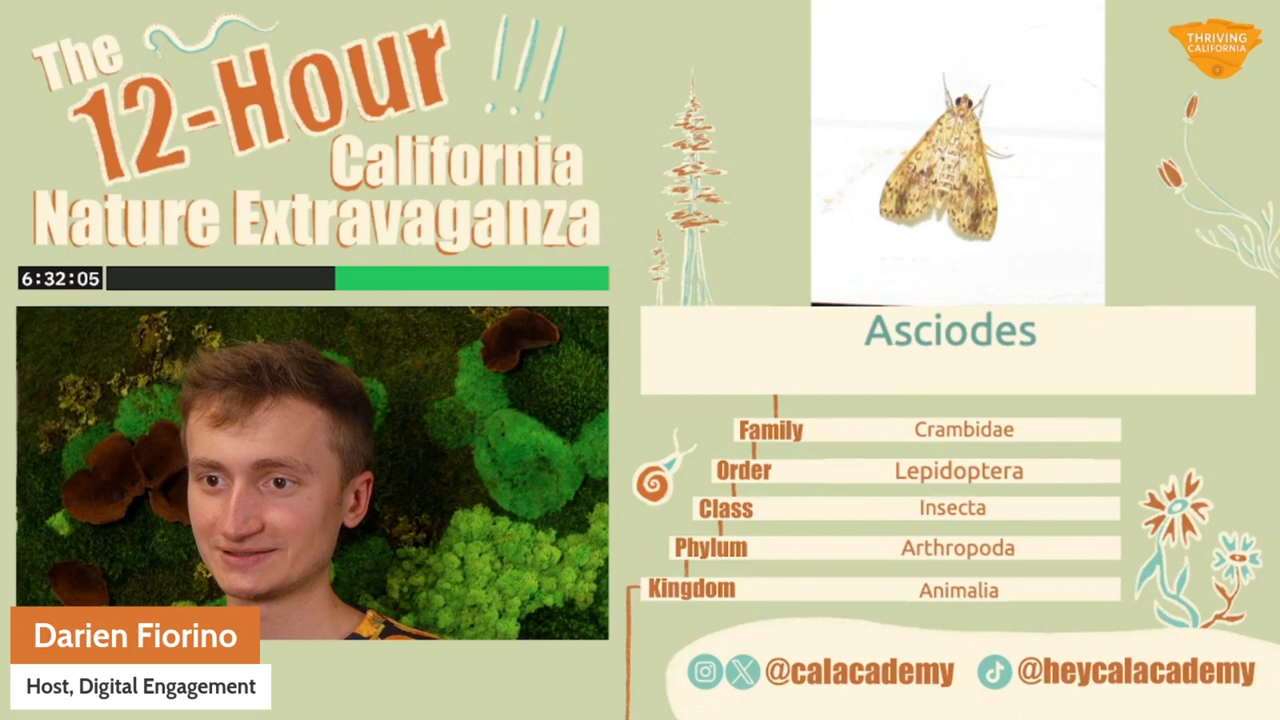 The
12-Hour !!!
California
Nature Extravaganza
THRIVING
CALIFORNIA
6:32:05
Asciodes
Family Crambidae
Order Lepidoptera
Class Insecta
Phylum Arthropoda
Kingdom Animalia
Darien Fiorino
Host, Digital Engagement
@calacademy @heycalacademy